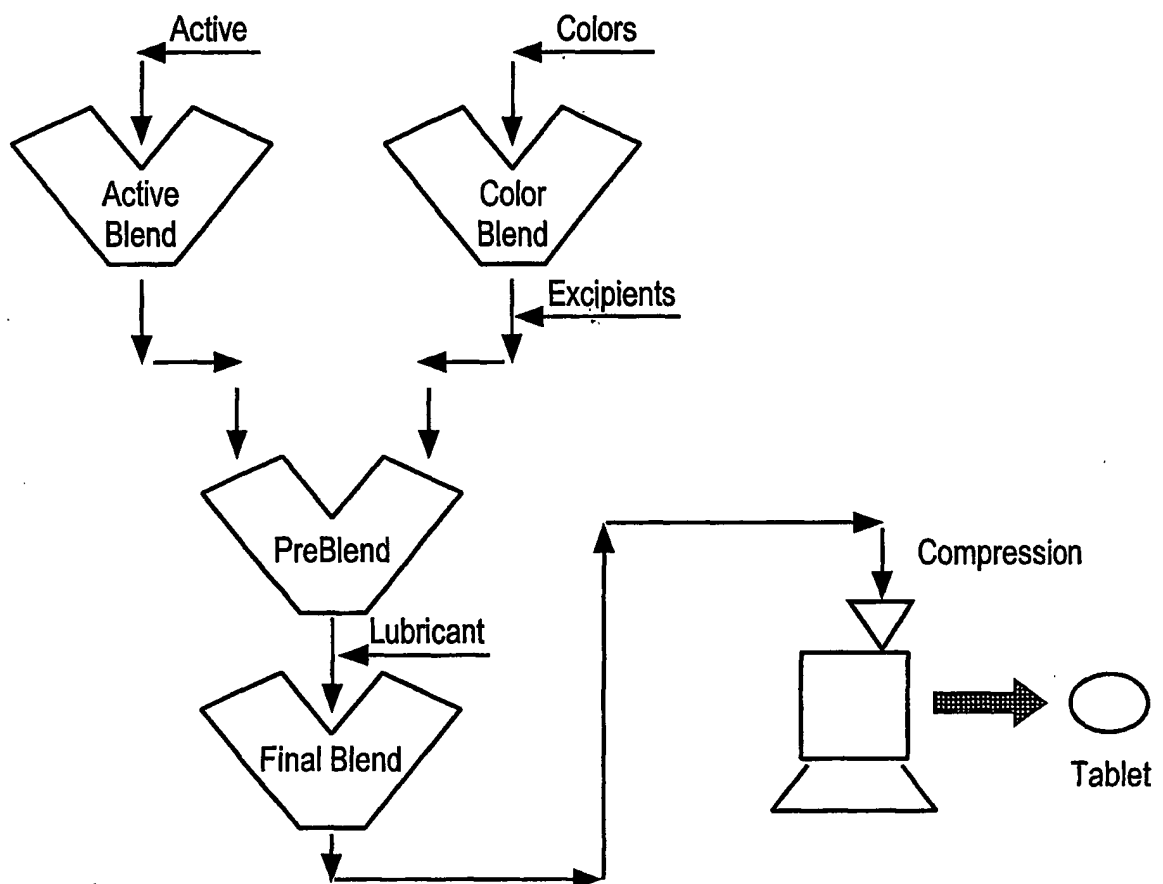 Active
Colors
Active
Blend
Color
Blend
Excipients
PreBlend
Compression
Lubricant
Final Blend
Tablet